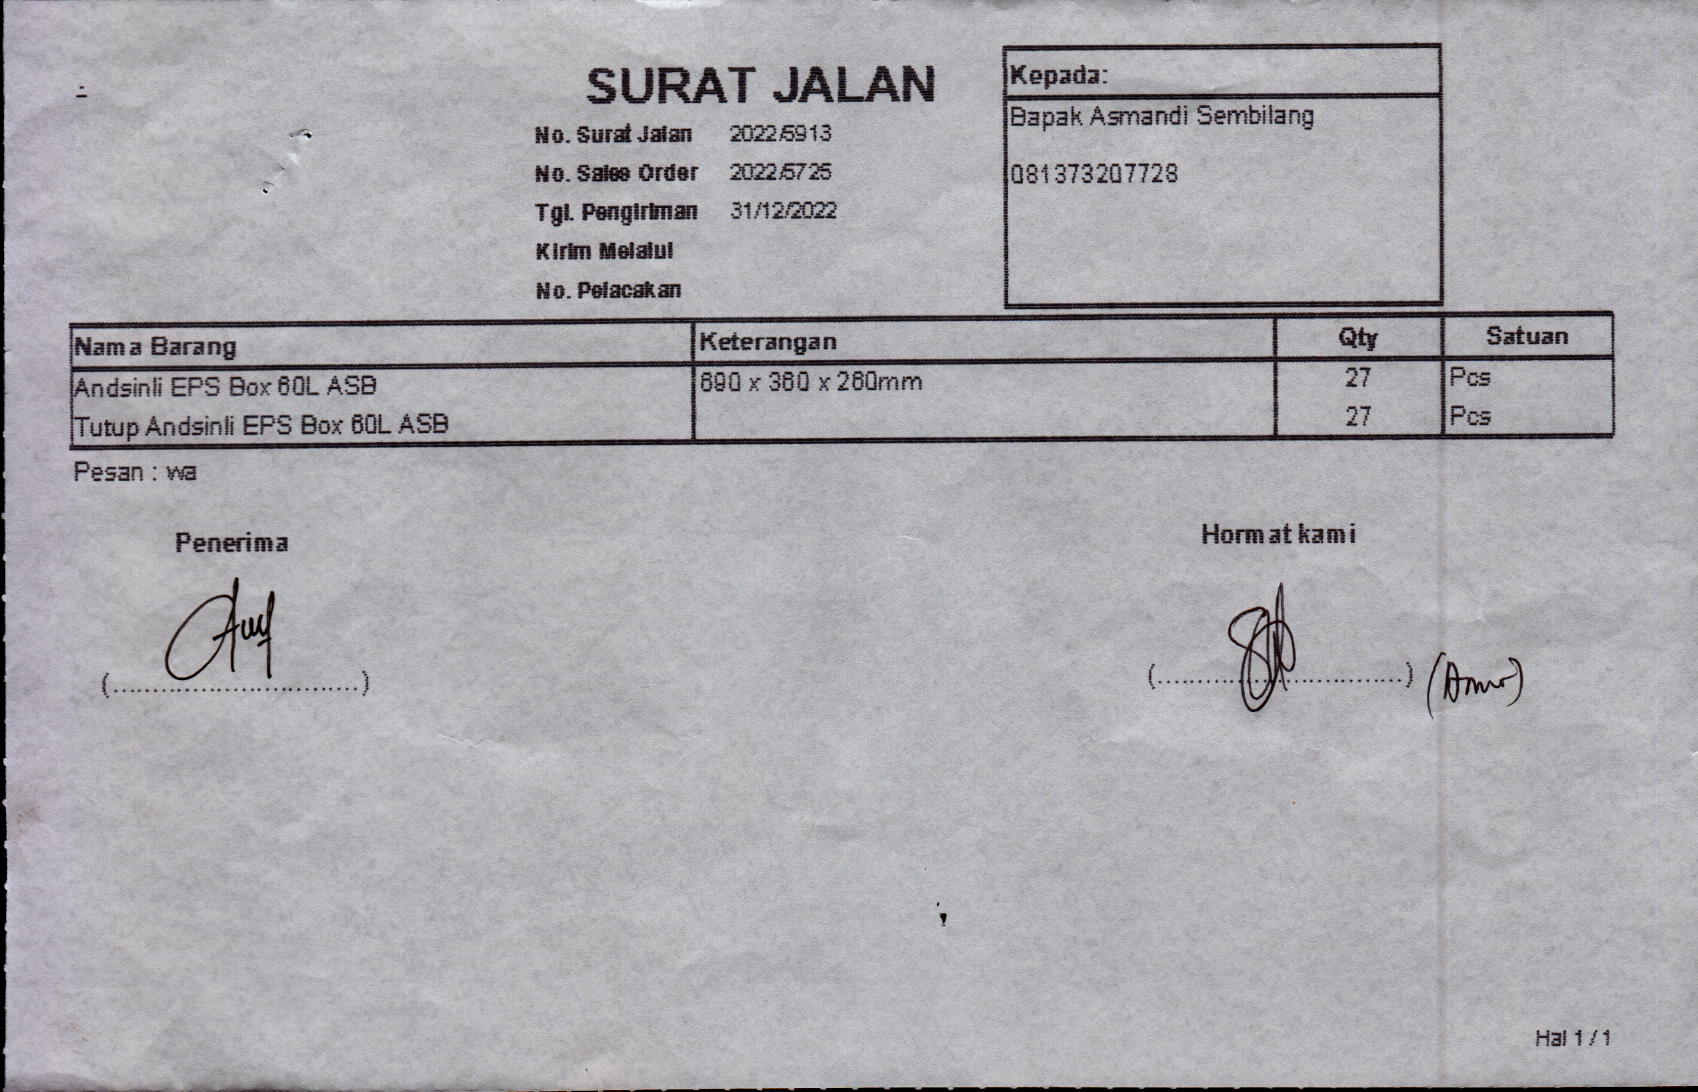 SURAT JALAN
No. Surat Jalan 2022/5913
No. Sales Order 2022/5725
Tgl. Pengiriman 31/12/2022
Kirim Melalui
No. Pelacakan
Kepada:
Bapak Asmandi Sembilang
081373207728
Nama Barang Keterangan Qty Satuan
Andsinli EPS Box 60L ASB 690 x 360 x 260mm 27 Pcs
Tutup Andsinli EPS Box 60L ASB 27 Pcs
Pesan : wa
Penerima Hormat kami
(...............................) (...............................)
Hal 1 / 1